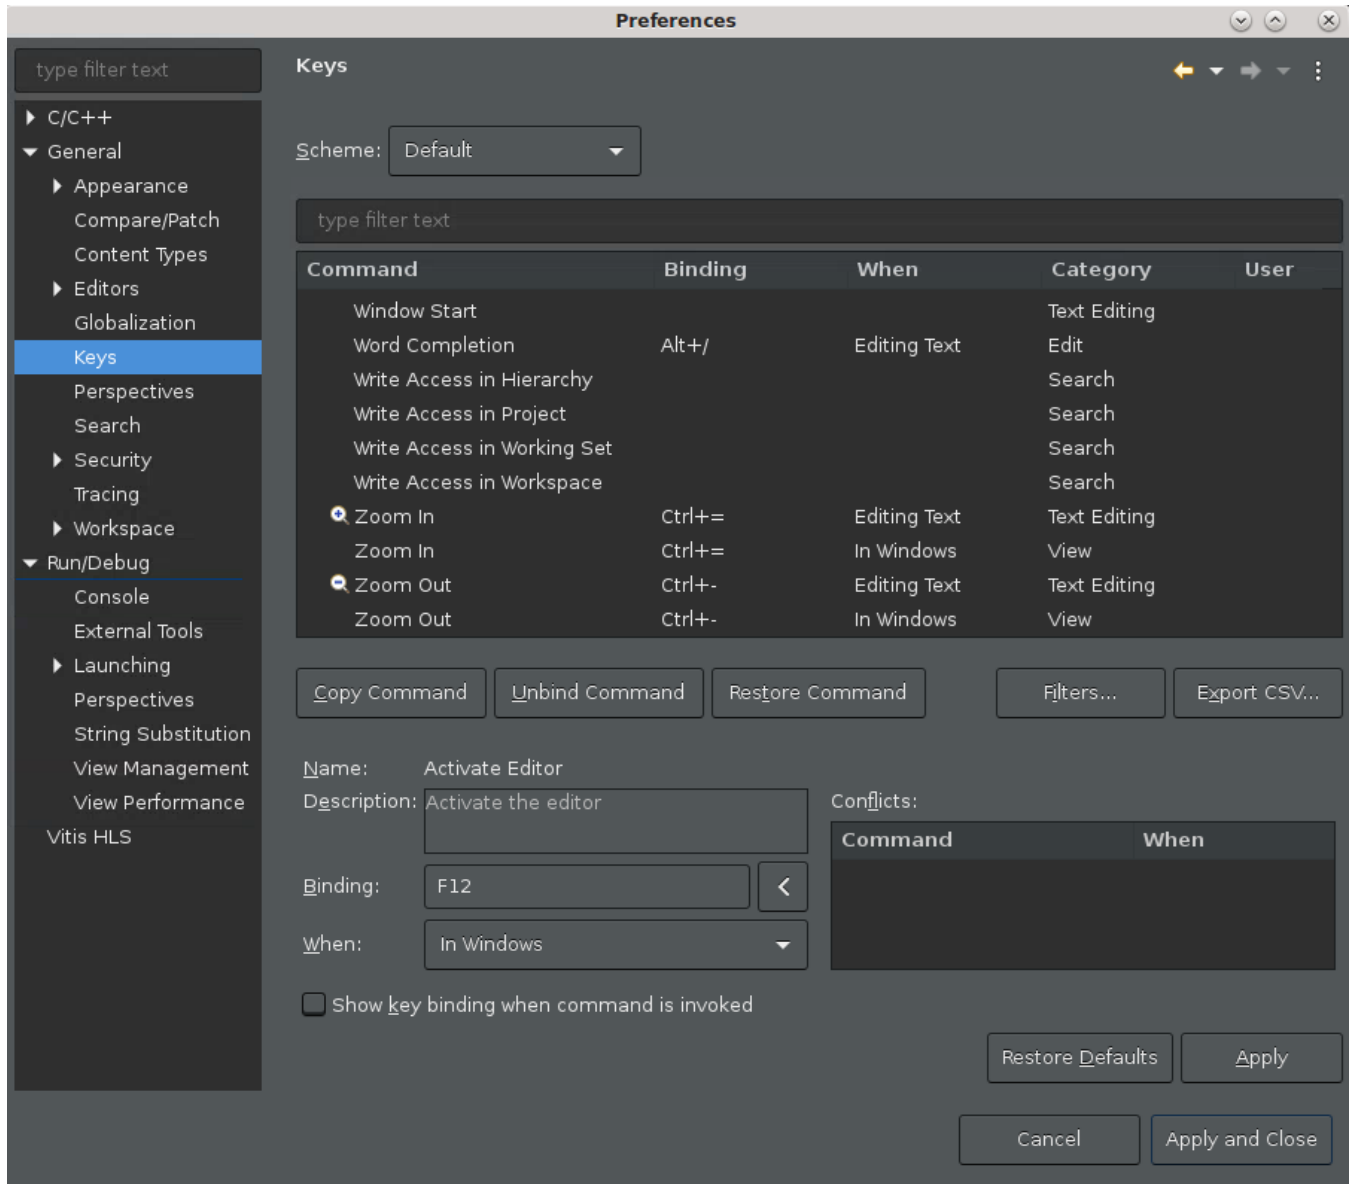 Preferences
type filter text
C/C++
General
Appearance
Compare/Patch
Content Types
Editors
Globalization
Keys
Perspectives
Search
Security
Tracing
Workspace
Run/Debug
Console
External Tools
Launching
Perspectives
String Substitution
View Management
View Performance
Vitis HLS
Keys
Scheme: Default
type filter text
Command Binding When Category User
Window Start Text Editing
Word Completion Alt+/ Editing Text Edit
Write Access in Hierarchy Search
Write Access in Project Search
Write Access in Working Set Search
Write Access in Workspace Search
Zoom In Ctrl+= Editing Text Text Editing
Zoom In Ctrl+= In Windows View
Zoom Out Ctrl+- Editing Text Text Editing
Zoom Out Ctrl+- In Windows View
Copy Command Unbind Command Restore Command Filters... Export CSV...
Name: Activate Editor
Description: Activate the editor
Binding: F12
When: In Windows
Conflicts:
Command When
Show key binding when command is invoked
Restore Defaults Apply
Cancel Apply and Close